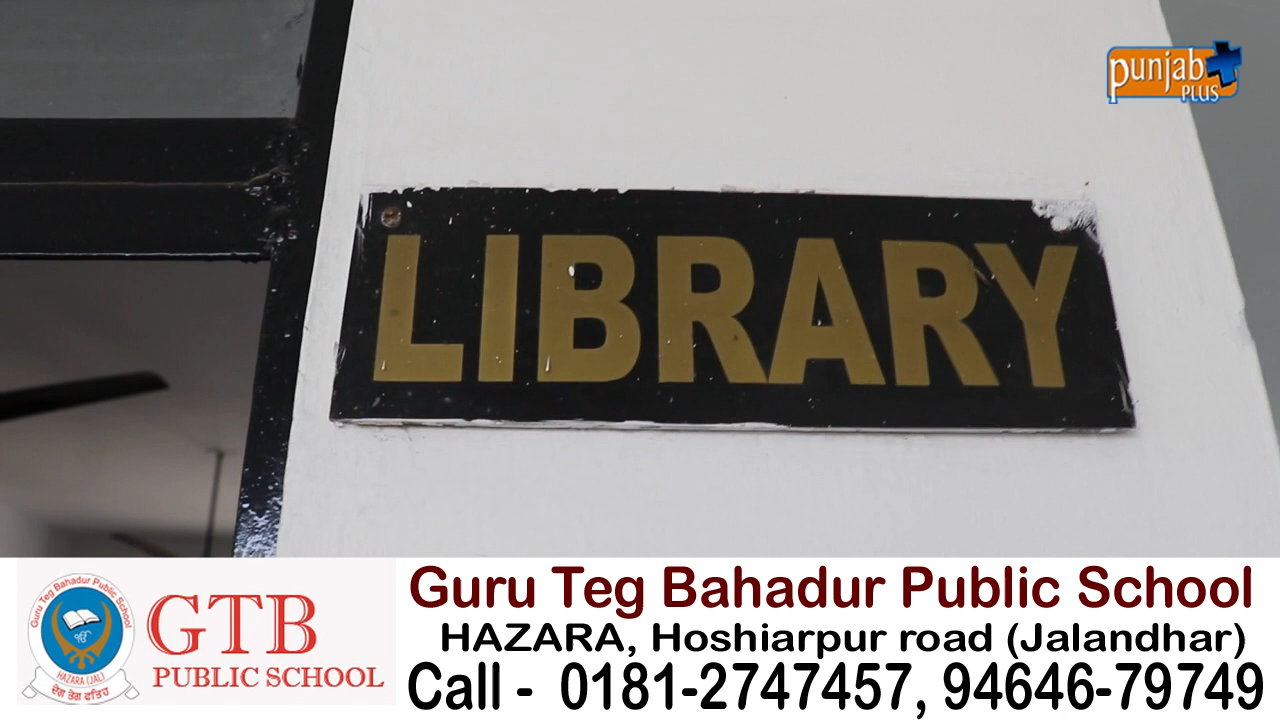 punjab
PLUS
LIBRARY
Guru Teg Bahadur Public School
HAZARA (JAL)
ਦੇਗ ਤੇਗ ਫਤਿਹ
GTB
PUBLIC SCHOOL
Guru Teg Bahadur Public School
HAZARA, Hoshiarpur road (Jalandhar)
Call - 0181-2747457, 94646-79749